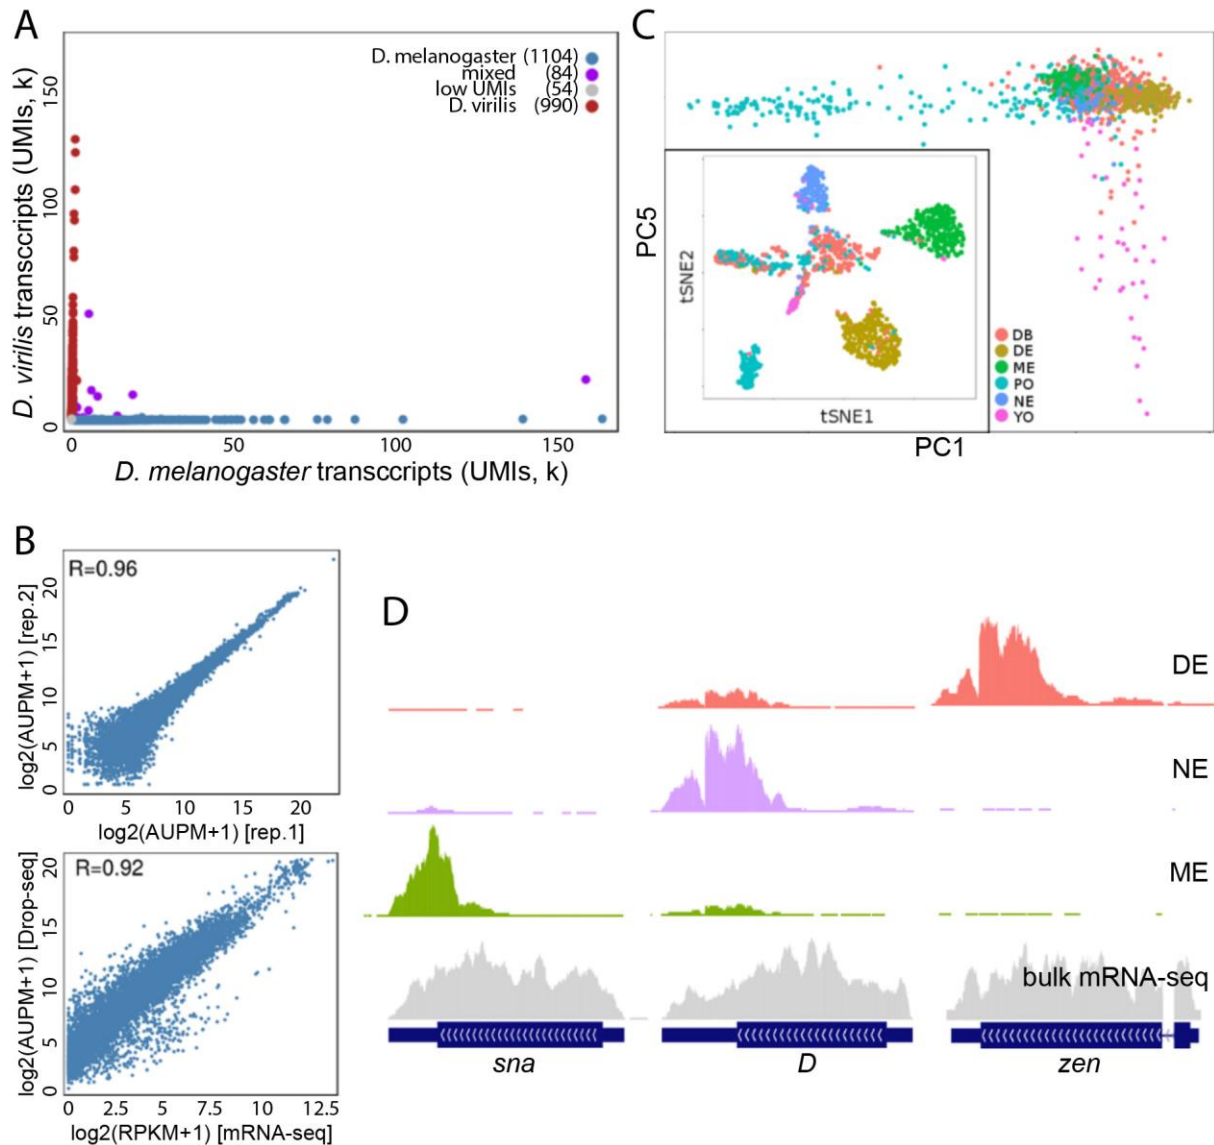 A
D. virilis transccripts (UMIs, k)
150
100
50
0
D. melanogaster (1104)
mixed (84)
low UMIs (54)
D. virilis (990)
0 50 100 150
D. melanogaster transccripts (UMIs, k)
C
PC5
tSNE2
tSNE1
DB
DE
ME
PO
NE
YO
PC1
B
R=0.96
log2(AUPM+1) [rep.2]
20
15
10
5
0
0 5 10 15 20
log2(AUPM+1) [rep.1]
R=0.92
log2(AUPM+1) [Drop-seq]
20
15
10
5
0
0 2.5 5 7.5 10 12.5
log2(RPKM+1) [mRNA-seq]
D
DE
NE
ME
bulk mRNA-seq
sna D zen